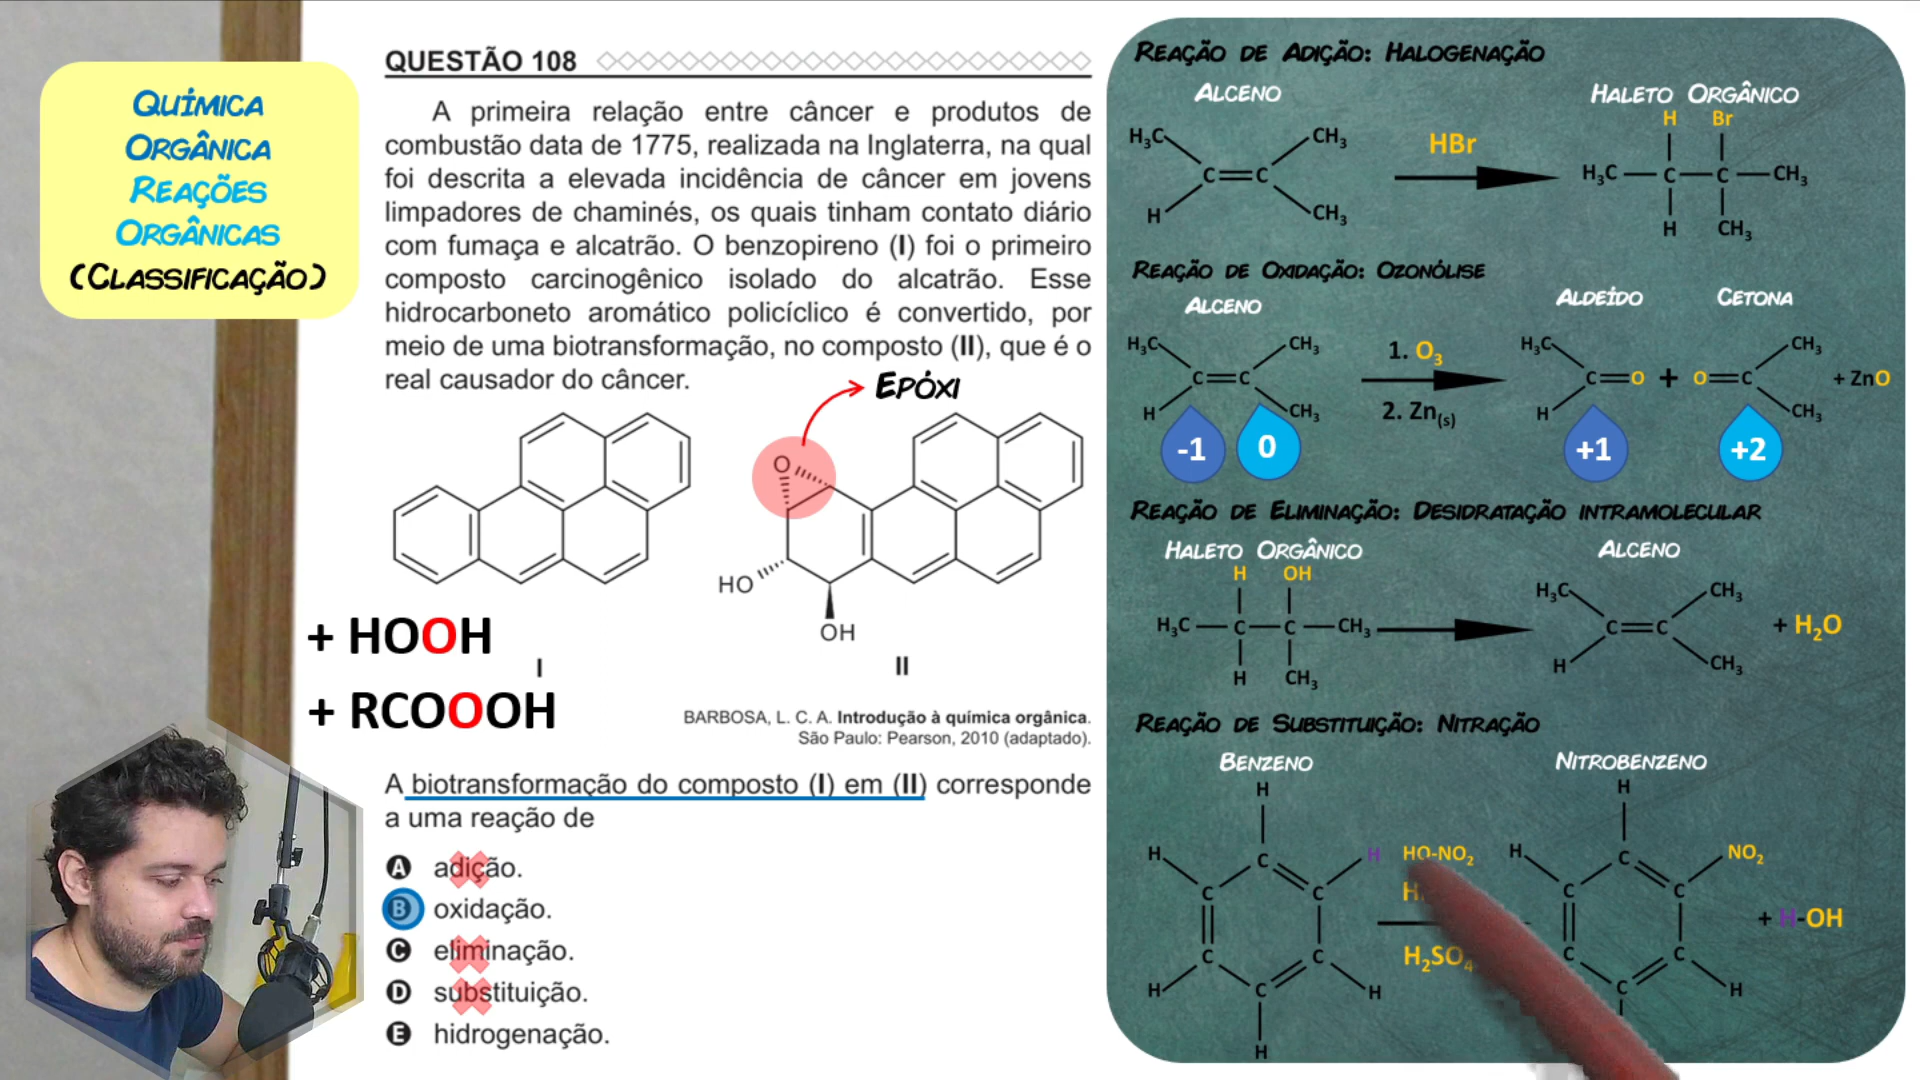 QUÍMICA
ORGÂNICA
REAÇÕES
ORGÂNICAS
(CLASSIFICAÇÃO)
QUESTÃO 108
A primeira relação entre câncer e produtos de
combustão data de 1775, realizada na Inglaterra, na qual
foi descrita a elevada incidência de câncer em jovens
limpadores de chaminés, os quais tinham contato diário
com fumaça e alcatrão. O benzopireno (I) foi o primeiro
composto carcinogênico isolado do alcatrão. Esse
hidrocarboneto aromático policíclico é convertido, por
meio de uma biotransformação, no composto (II), que é o
real causador do câncer.
EPÓXI
O
HO
OH
+ HOOH
I
II
+ RCOOOH
BARBOSA, L. C. A. Introdução à química orgânica.
São Paulo: Pearson, 2010 (adaptado).
A biotransformação do composto (I) em (II) corresponde
a uma reação de
A adição.
B oxidação.
C eliminação.
D substituição.
E hidrogenação.
REAÇÃO DE ADIÇÃO: HALOGENAÇÃO
ALCENO
HALETO ORGÂNICO
H Br
H₃C CH₃
HBr
C C
H₃C C C CH₃
H CH₃
H CH₃
REAÇÃO DE OXIDAÇÃO: OZONÓLISE
ALCENO
ALDEÍDO CETONA
H₃C CH₃ H₃C CH₃
1. O₃
C C C O + O C + ZnO
2. Zn(s)
H CH₃ H CH₃
-1 0 +1 +2
REAÇÃO DE ELIMINAÇÃO: DESIDRATAÇÃO INTRAMOLECULAR
HALETO ORGÂNICO
ALCENO
H OH
H₃C CH₃
H₃C C C CH₃
C C + H₂O
H CH₃
H CH₃
REAÇÃO DE SUBSTITUIÇÃO: NITRAÇÃO
BENZENO
NITROBENZENO
H H
H H HO-NO₂ H NO₂
C C
C C C C
+ H-OH
H₂SO₄
C C C C
H C H C H
H